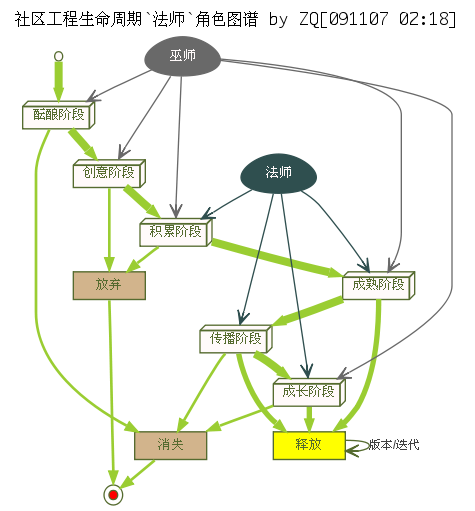 社区工程生命周期`法师`角色图谱 by ZQ[091107 02:18]
巫师
酝酿阶段
创意阶段
法师
积累阶段
放弃
成熟阶段
传播阶段
成长阶段
消失
释放
版本/迭代